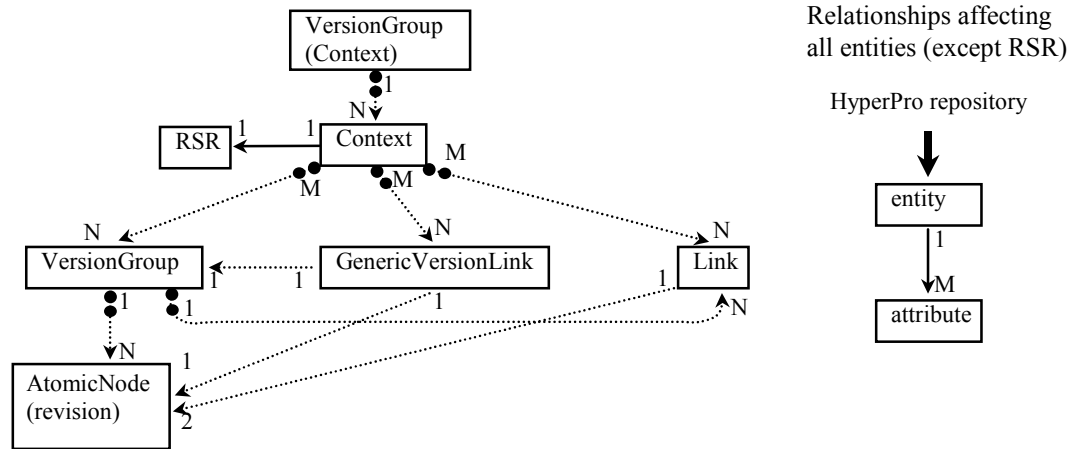 VersionGroup
(Context)
1
N
Relationships affecting
all entities (except RSR)
HyperPro repository
RSR
1
1
Context
M
M
M
entity
1
M
attribute
N
N
N
VersionGroup
1
1
GenericVersionLink
1
Link
1
1
1
N
N
1
AtomicNode
(revision)
2